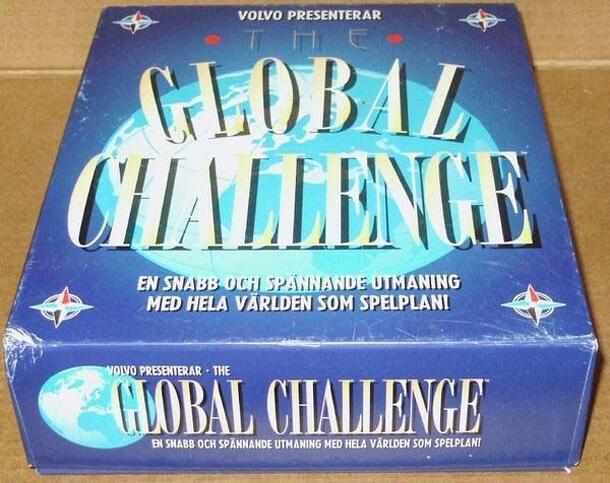 VOLVO PRESENTERAR
THE
GLOBAL
CHALLENGE
EN SNABB OCH SPÄNNANDE UTMANING
MED HELA VÄRLDEN SOM SPELPLAN!
VOLVO PRESENTERAR · THE
GLOBAL CHALLENGE
EN SNABB OCH SPÄNNANDE UTMANING MED HELA VÄRLDEN SOM SPELPLAN!